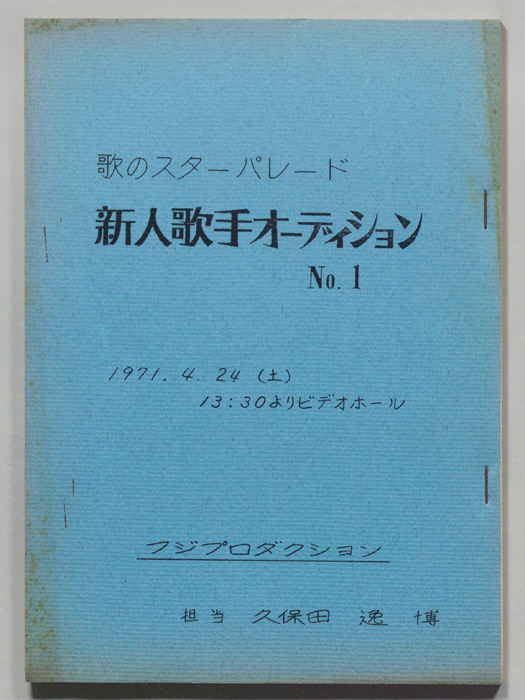 歌のスターパレード
新人歌手オーディション
No. 1
1971. 4. 24 (土)
13:30よりビデオホール
フジプロダクション
担当 久保田 逸 博